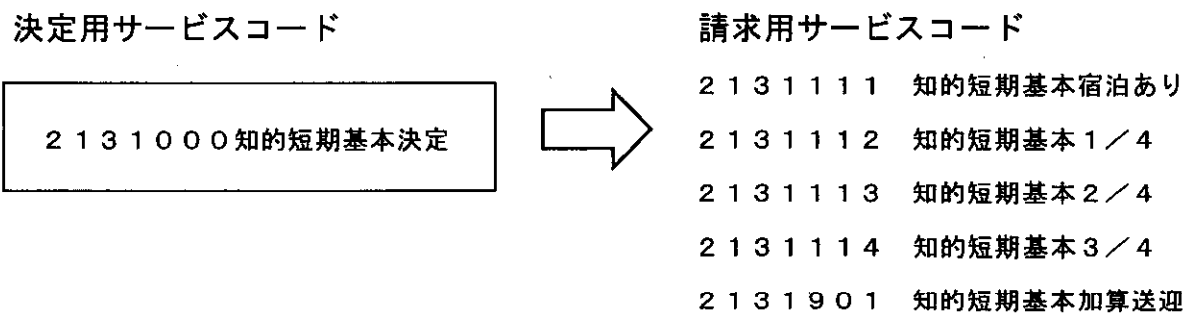 決定用サービスコード
2131000知的短期基本決定
請求用サービスコード
2131111 知的短期基本宿泊あり
2131112 知的短期基本1／4
2131113 知的短期基本2／4
2131114 知的短期基本3／4
2131901 知的短期基本加算送迎